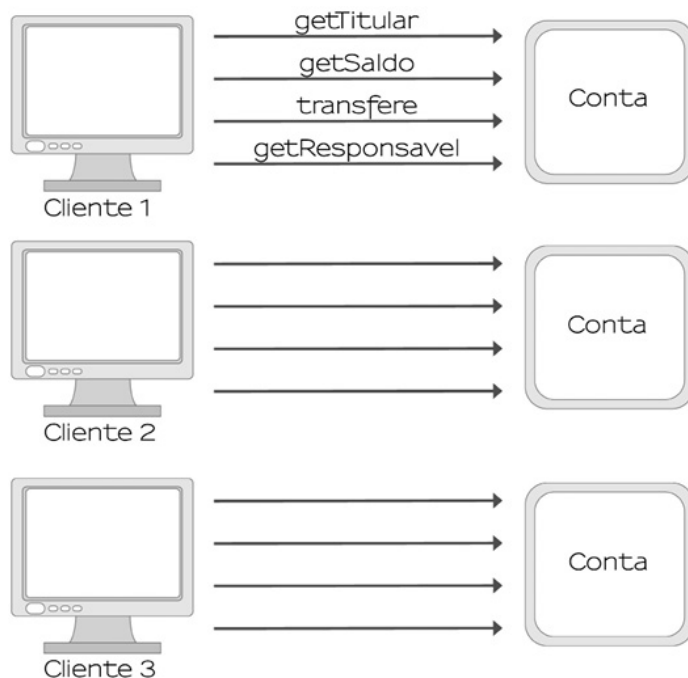 getTitular
getSaldo
transfere
getResponsavel
Conta
Cliente 1
Conta
Cliente 2
Conta
Cliente 3